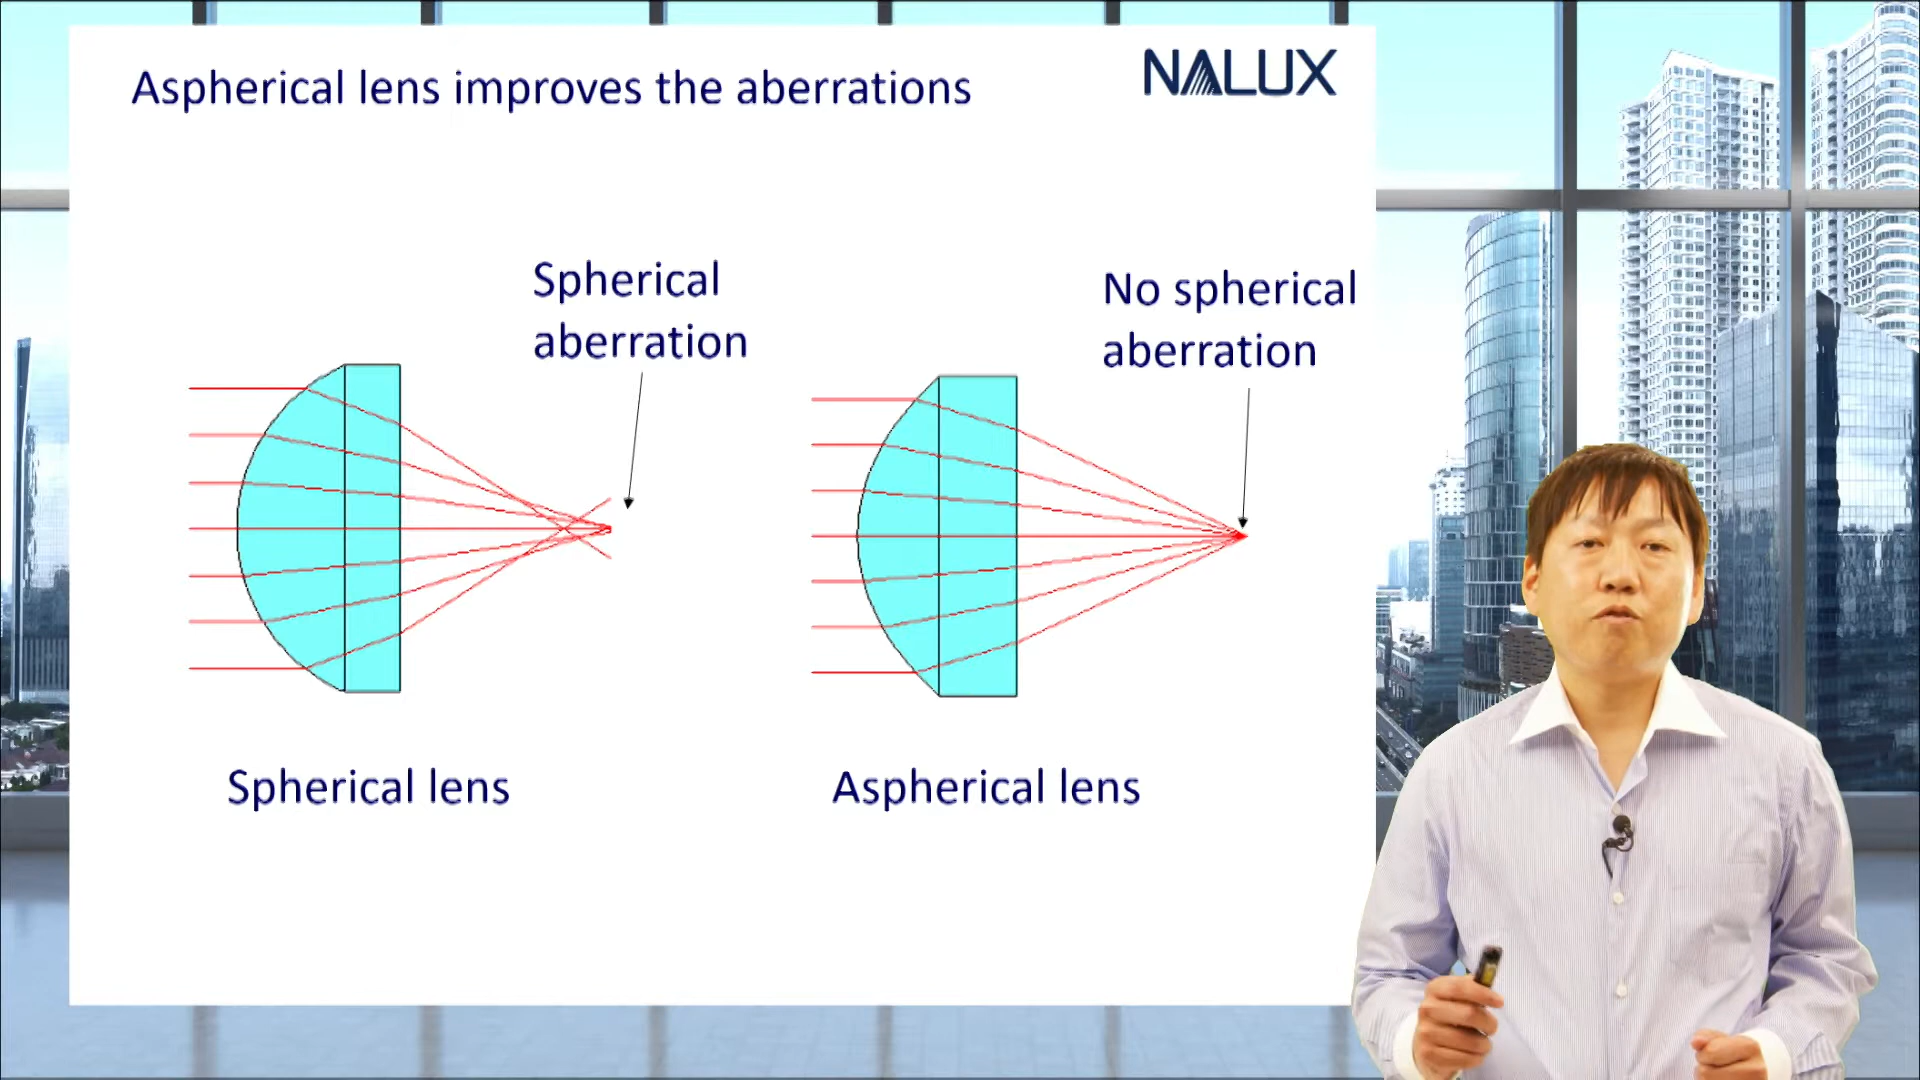 Aspherical lens improves the aberrations
NALUX
Spherical
aberration
No spherical
aberration
Spherical lens
Aspherical lens